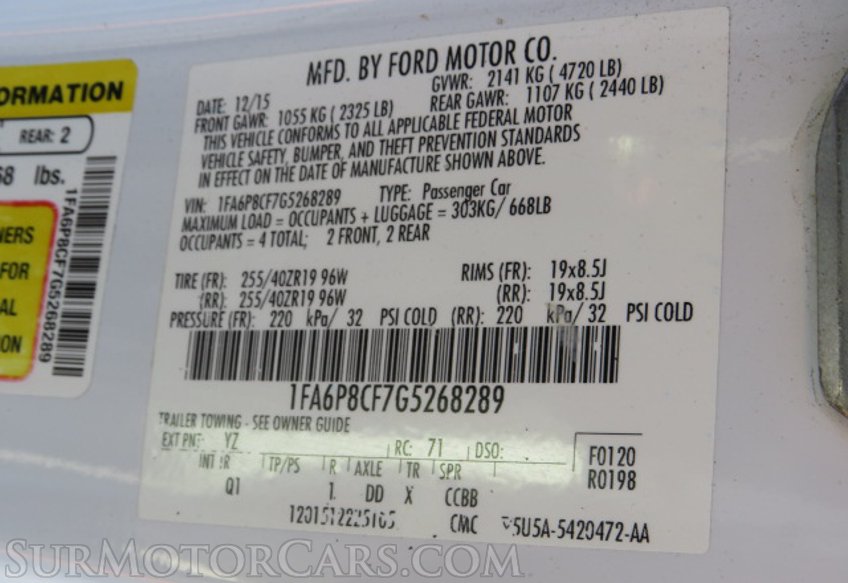 ORMATION
REAR: 2
68 lbs.
1FA6P8CF7G5268289
NERS
FOR
AL
ION
MFD. BY FORD MOTOR CO.
DATE: 12/15 GVWR: 2141 KG ( 4720 LB)
FRONT GAWR: 1055 KG ( 2325 LB) REAR GAWR: 1107 KG ( 2440 LB)
THIS VEHICLE CONFORMS TO ALL APPLICABLE FEDERAL MOTOR
VEHICLE SAFETY, BUMPER, AND THEFT PREVENTION STANDARDS
IN EFFECT ON THE DATE OF MANUFACTURE SHOWN ABOVE.
VIN: 1FA6P8CF7G5268289 TYPE: Passenger Car
MAXIMUM LOAD = OCCUPANTS + LUGGAGE = 303KG/ 668LB
OCCUPANTS = 4 TOTAL; 2 FRONT, 2 REAR
TIRE (FR): 255/40ZR19 96W RIMS (FR): 19x8.5J
(RR): 255/40ZR19 96W (RR): 19x8.5J
PRESSURE (FR): 220 kPa/ 32 PSI COLD (RR): 220 kPa/ 32 PSI COLD
1FA6P8CF7G5268289
TRAILER TOWING - SEE OWNER GUIDE
EXT PNT: YZ RC: 71 DSO: F0120
INT TR TP/PS R AXLE TR SPR R0198
Q1 1 DD X CCBB
CMC 5U5A-5420472-AA
SURMOTORCARS.COM